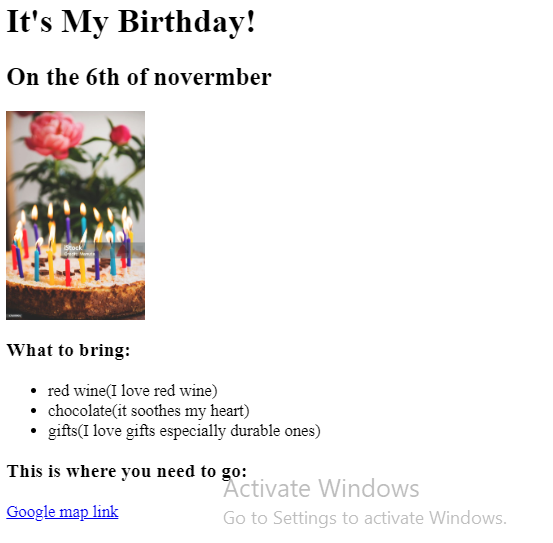 It's My Birthday!
On the 6th of novermber
iStock
What to bring:
red wine(I love red wine)
chocolate(it soothes my heart)
gifts(I love gifts especially durable ones)
This is where you need to go:
Activate Windows
Google map link
Go to Settings to activate Windows.